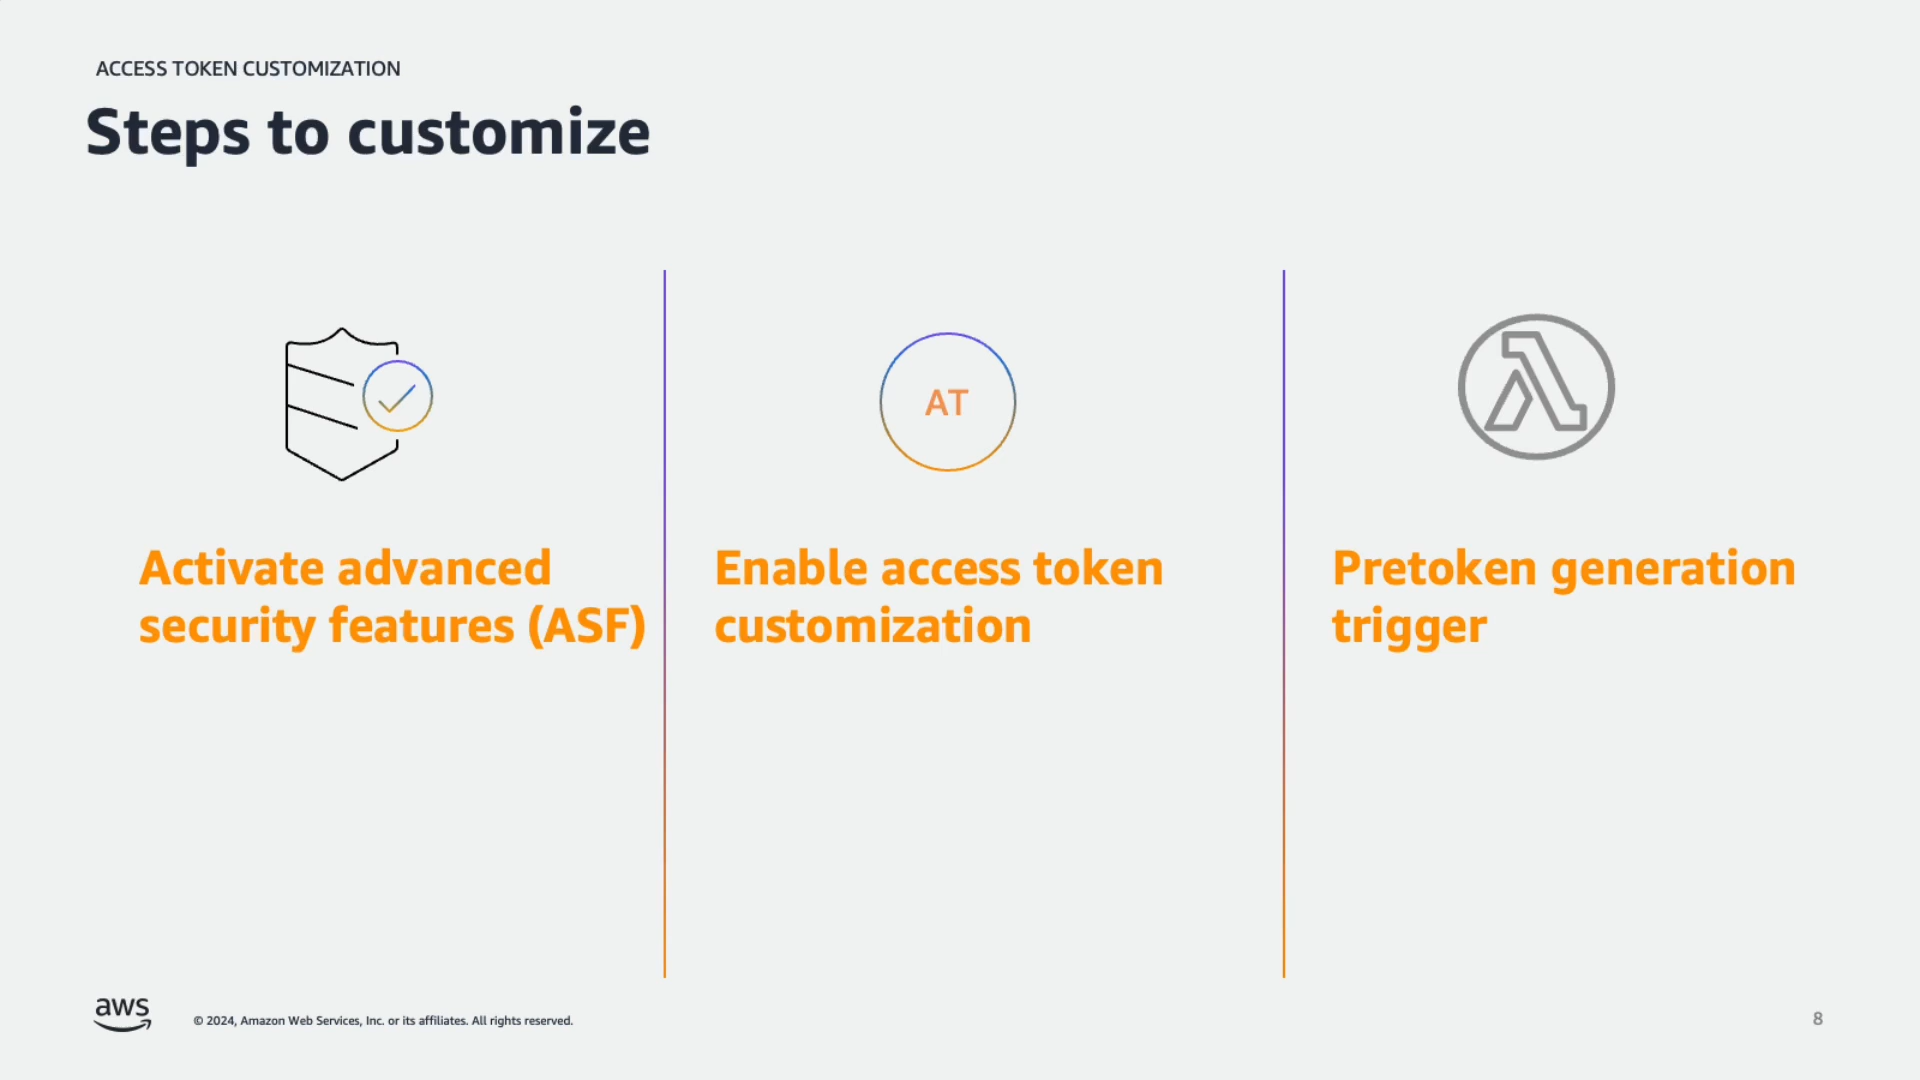 ACCESS TOKEN CUSTOMIZATION
Steps to customize
AT
Activate advanced
security features (ASF)
Enable access token
customization
Pretoken generation
trigger
aws
© 2024, Amazon Web Services, Inc. or its affiliates. All rights reserved.
8